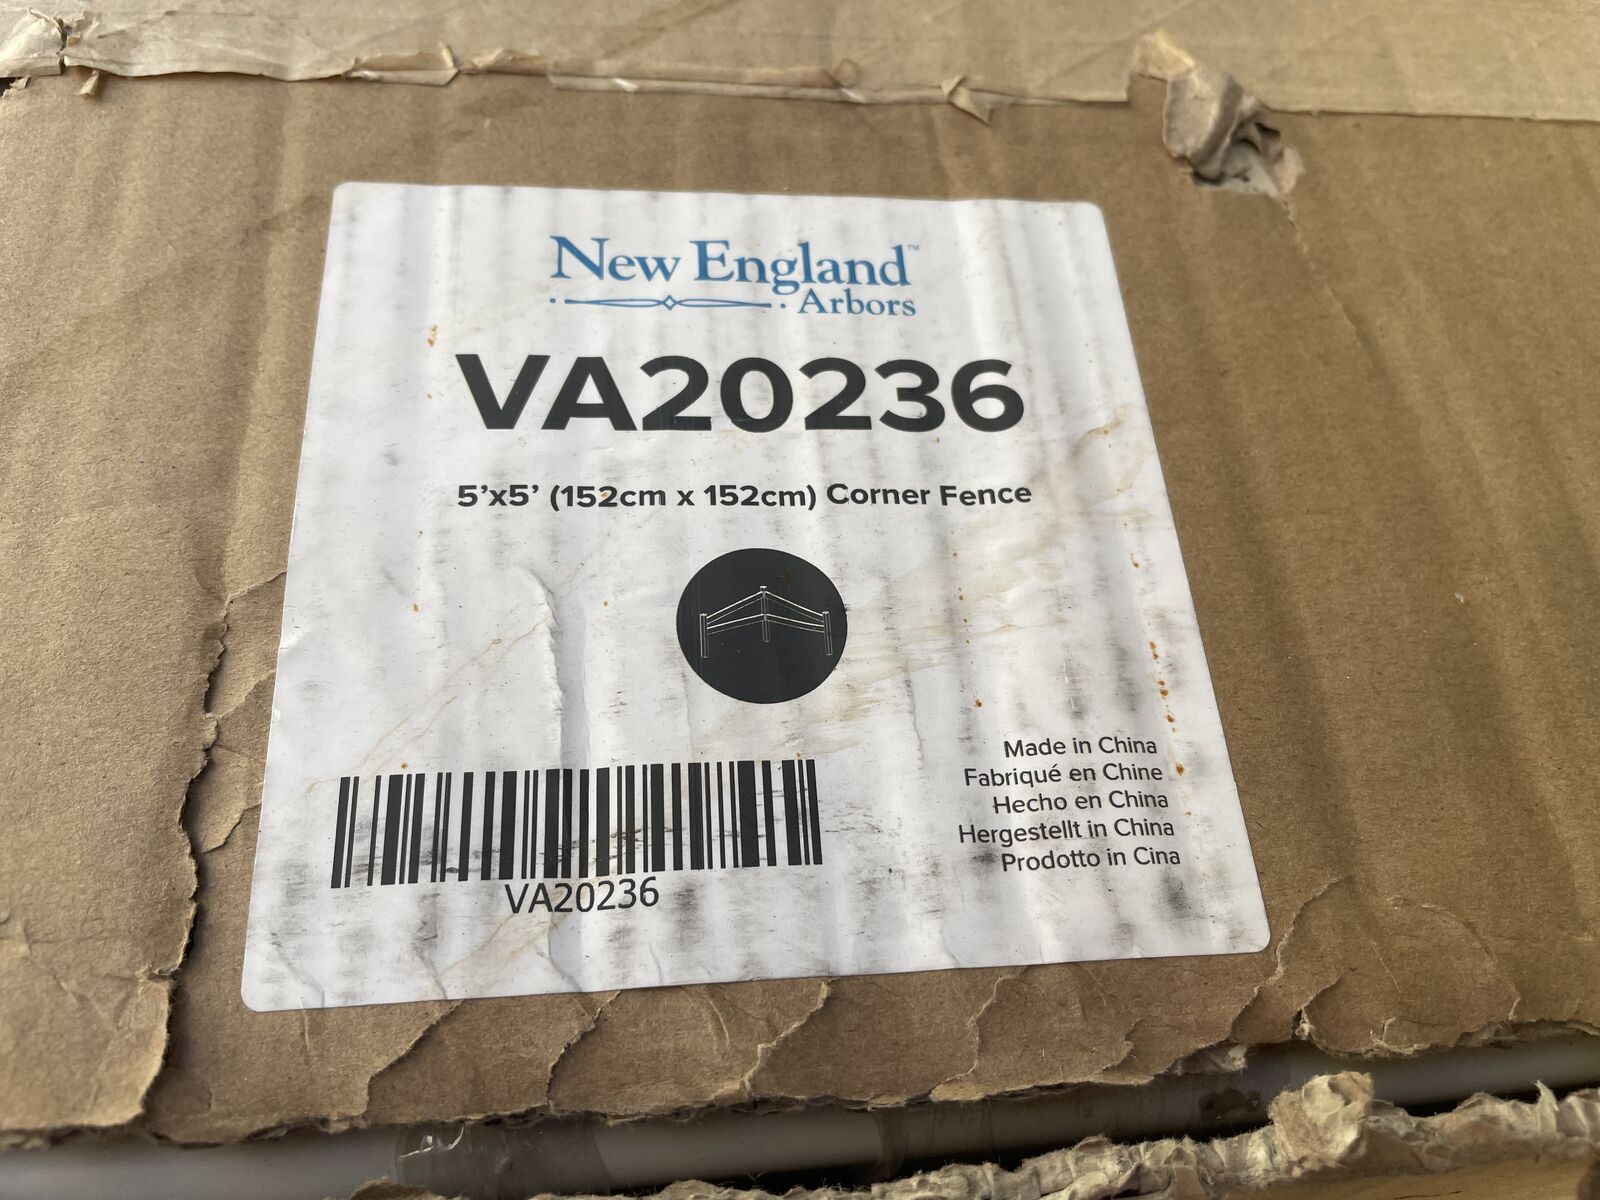 New England™
Arbors
VA20236
5’x5’ (152cm x 152cm) Corner Fence
Made in China
Fabriqué en Chine
Hecho en China
Hergestellt in China
Prodotto in Cina
VA20236